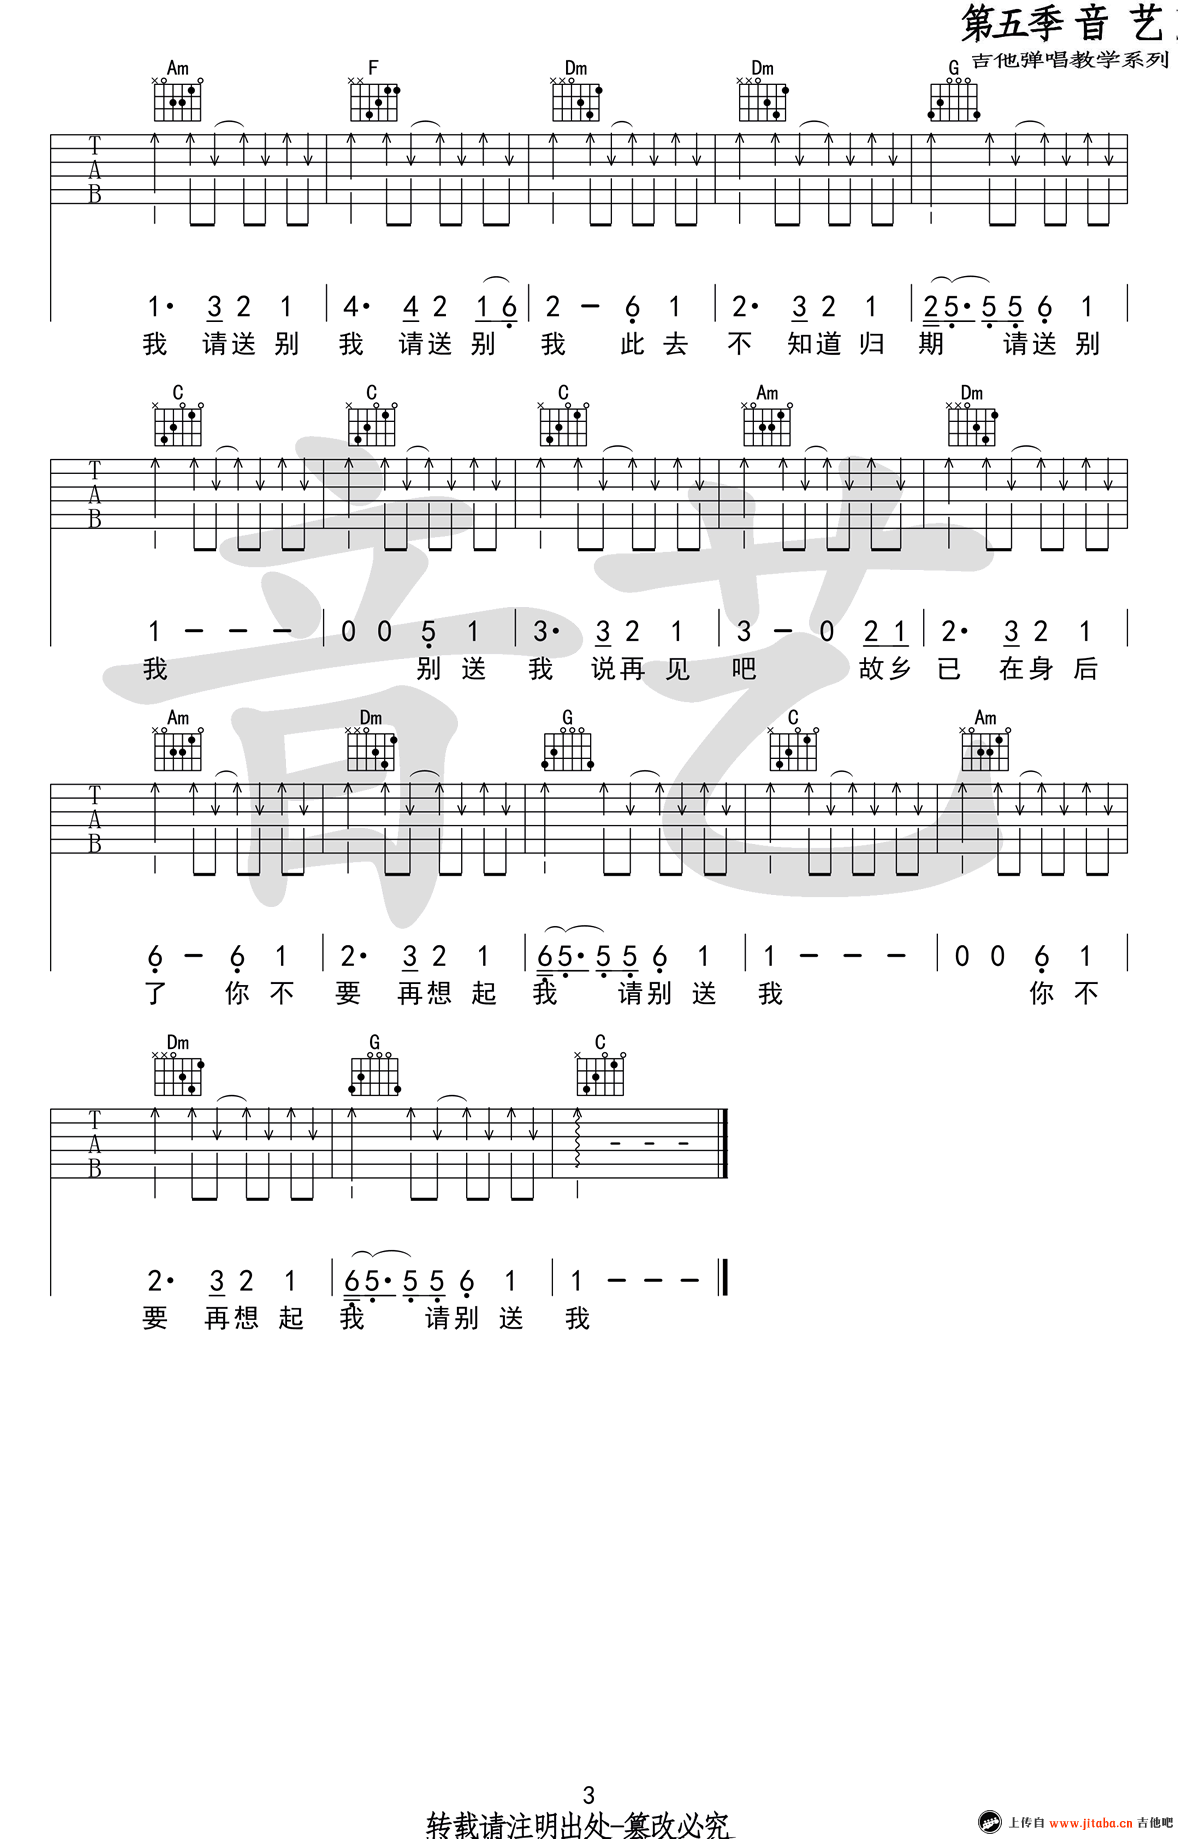 第五季 音 艺
吉他弹唱教学系列
Am F Dm Dm G
T
A
B
1· 3 2 1 4· 4 2 1 6 2 - 6 1 2· 3 2 1 2 5· 5 5 6 1
我 请送 别 我 请送 别 我 此 去 不 知道 归 期 请送 别
C C C Am Dm
T
A
B
1 - - - 0 0 5 1 3· 3 2 1 3 - 0 2 1 2· 3 2 1
我 别 送 我 说再 见 吧 故乡 已 在身 后
Am Dm G C Am
T
A
B
6 - 6 1 2· 3 2 1 6 5· 5 5 6 1 1 - - - 0 0 6 1
了 你 不 要 再想 起 我 请别 送 我 你 不
Dm G C
T
A
B
2· 3 2 1 6 5· 5 5 6 1 1 - - -
要 再想 起 我 请别 送 我
音艺
3
转载请注明出处-篡改必究
上传自 www.jitaba.cn 吉他吧